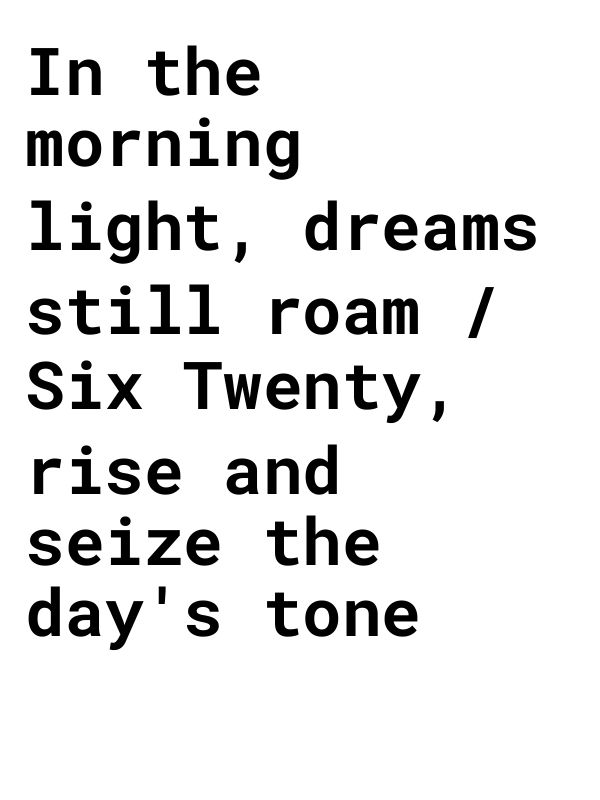 In the
morning
light, dreams
still roam /
Six Twenty,
rise and
seize the
day's tone